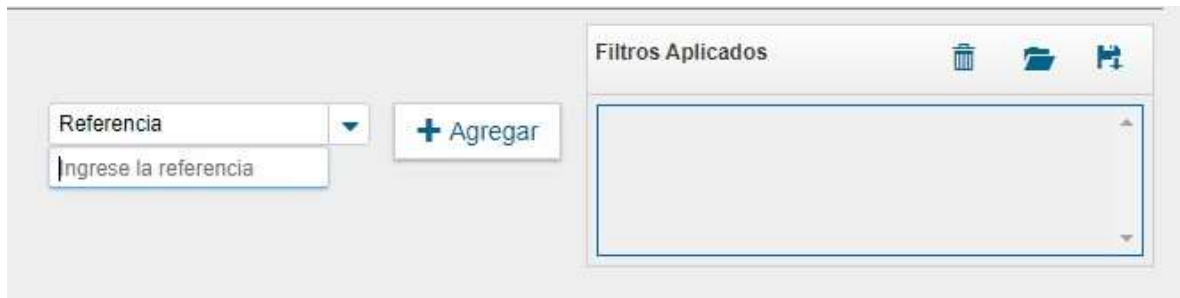 Filtros Aplicados
Referencia
Agregar
Ingrese la referencia